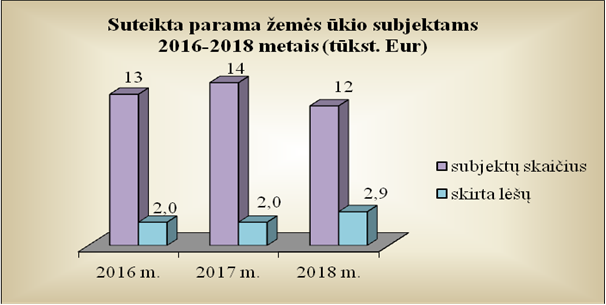 Suteikta parama žemės ūkio subjektams
2016-2018 metais (tūkst. Eur)
13
14
12
2,0
2,0
2,9
subjektų skaičius
skirta lėšų
2016 m.
2017 m.
2018 m.